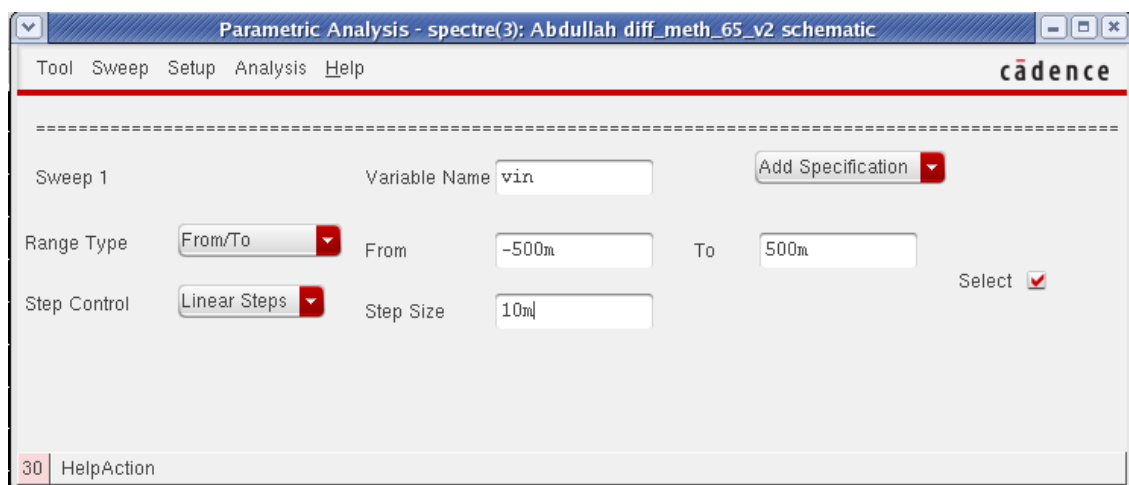 Parametric Analysis - spectre(3): Abdullah diff_meth_65_v2 schematic
Tool Sweep Setup Analysis Help cādence
=======================================================================================================
Sweep 1 Variable Name vin Add Specification
Range Type From/To From -500m To 500m
Select
Step Control Linear Steps Step Size 10m
30 HelpAction